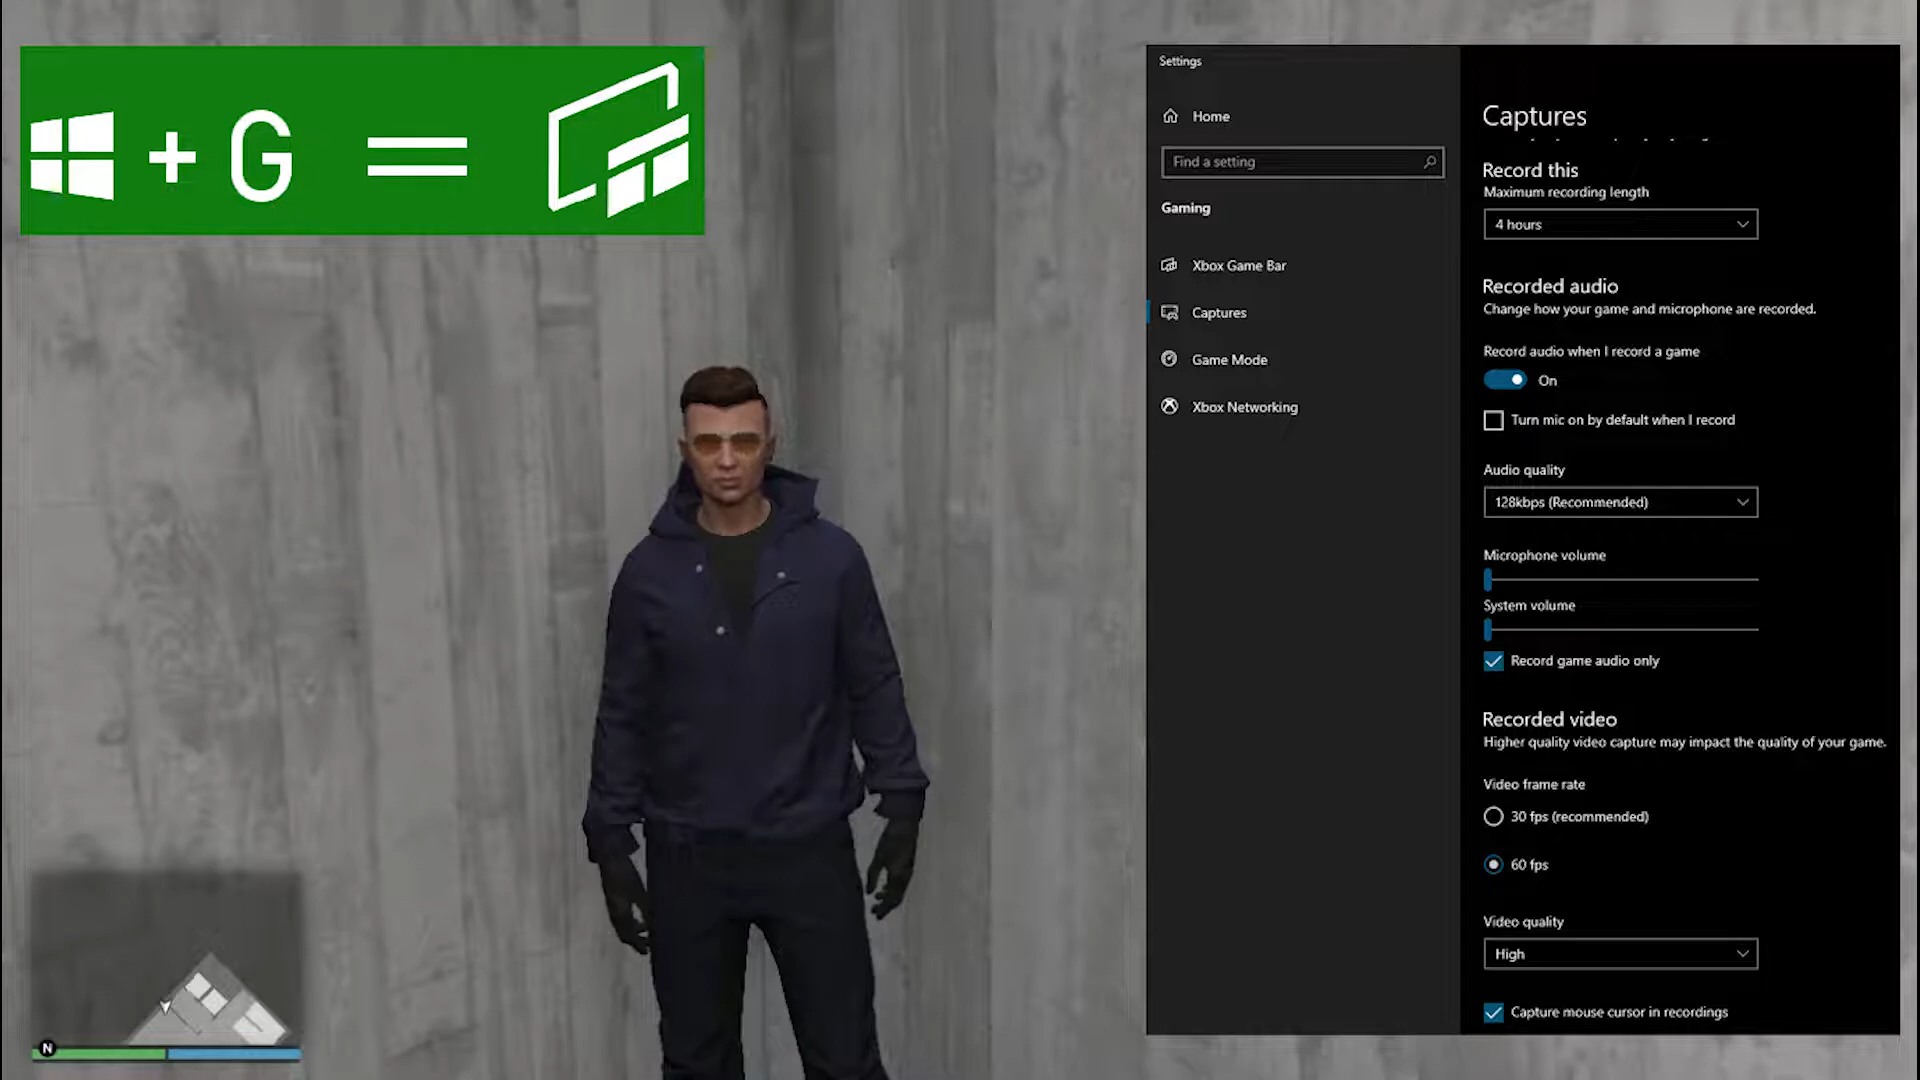 + G =
Settings
Home
Find a setting
Gaming
Xbox Game Bar
Captures
Game Mode
Xbox Networking
Captures
Record this
Maximum recording length
4 hours
Recorded audio
Change how your game and microphone are recorded.
Record audio when I record a game
On
Turn mic on by default when I record
Audio quality
128kbps (Recommended)
Microphone volume
System volume
Record game audio only
Recorded video
Higher quality video capture may impact the quality of your game.
Video frame rate
30 fps (recommended)
60 fps
Video quality
High
Capture mouse cursor in recordings
N